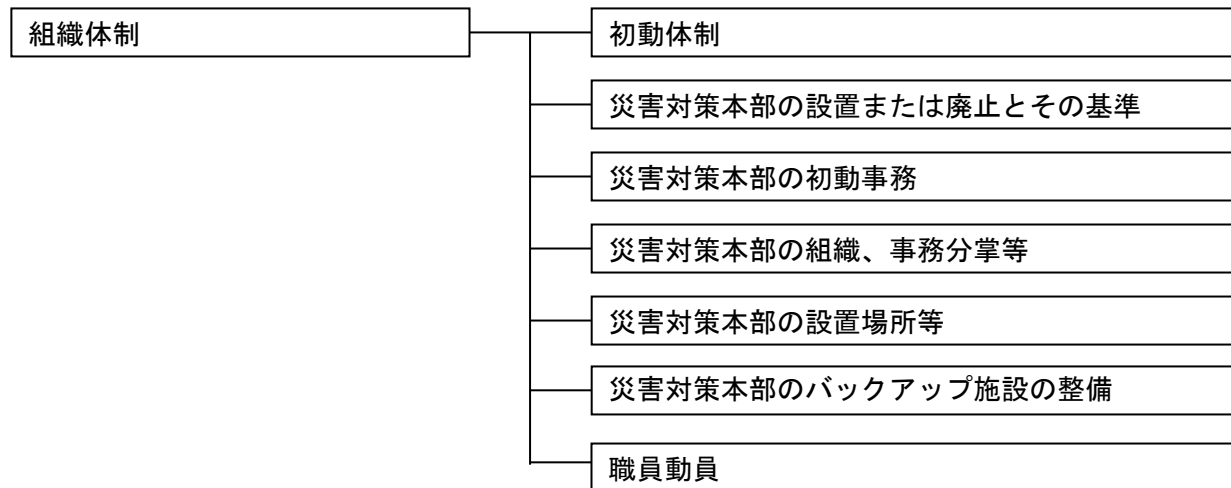 組織体制
初動体制
災害対策本部の設置または廃止とその基準
災害対策本部の初動事務
災害対策本部の組織、事務分掌等
災害対策本部の設置場所等
災害対策本部のバックアップ施設の整備
職員動員